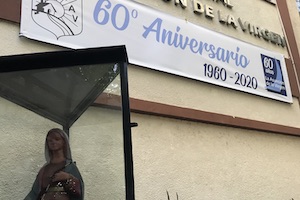 ON DE LA VIRGEN
60º Aniversario
1960 - 2020
60